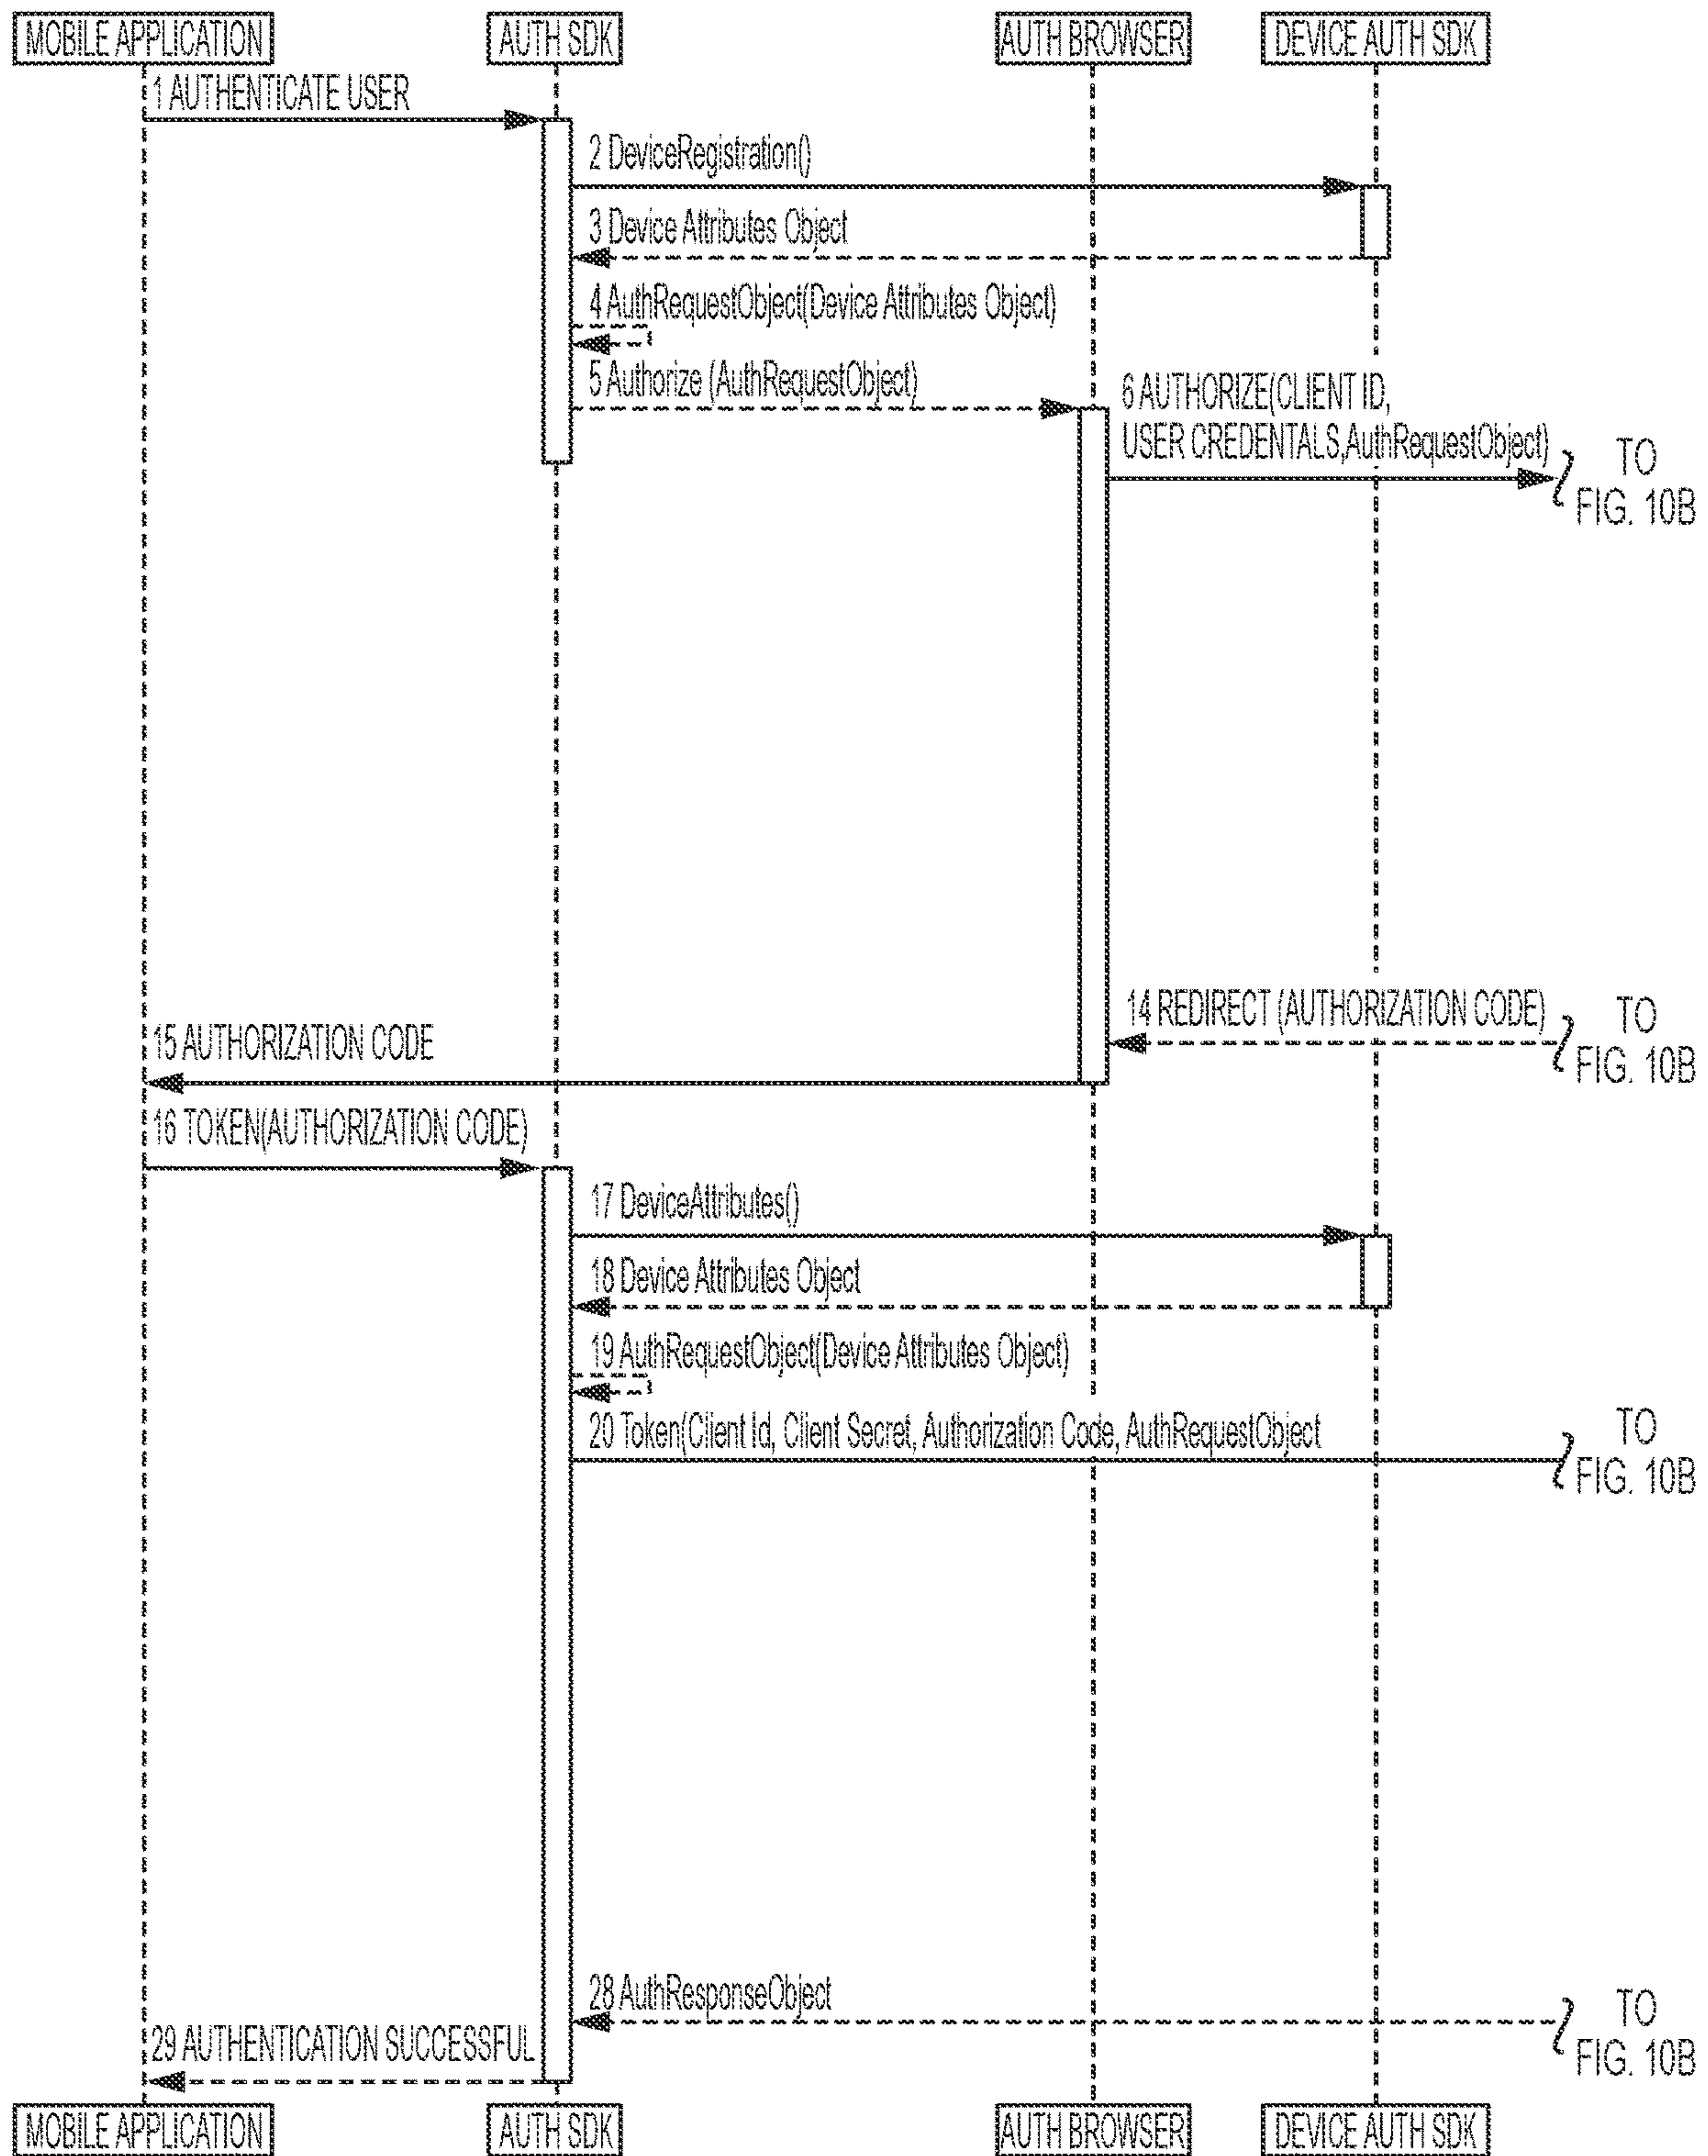 MOBILE APPLICATION
AUTH SDK
AUTH BROWSER
DEVICE AUTH SDK
1 AUTHENTICATE USER
2 DeviceRegistration()
3 Device Attributes Object
4 AuthRequestObject(Device Attributes Object)
5 Authorize (AuthRequestObject)
6 AUTHORIZE(CLIENT ID,
USER CREDENTALS,AuthRequestObject)
TO
FIG. 10B
14 REDIRECT (AUTHORIZATION CODE)
TO
FIG. 10B
15 AUTHORIZATION CODE
16 TOKEN(AUTHORIZATION CODE)
17 DeviceAttributes()
18 Device Attributes Object
19 AuthRequestObject(Device Attributes Object)
20 Token(Client Id, Client Secret, Authorization Code, AuthRequestObject
TO
FIG. 10B
28 AuthResponseObject
TO
FIG. 10B
29 AUTHENTICATION SUCCESSFUL
MOBILE APPLICATION
AUTH SDK
AUTH BROWSER
DEVICE AUTH SDK